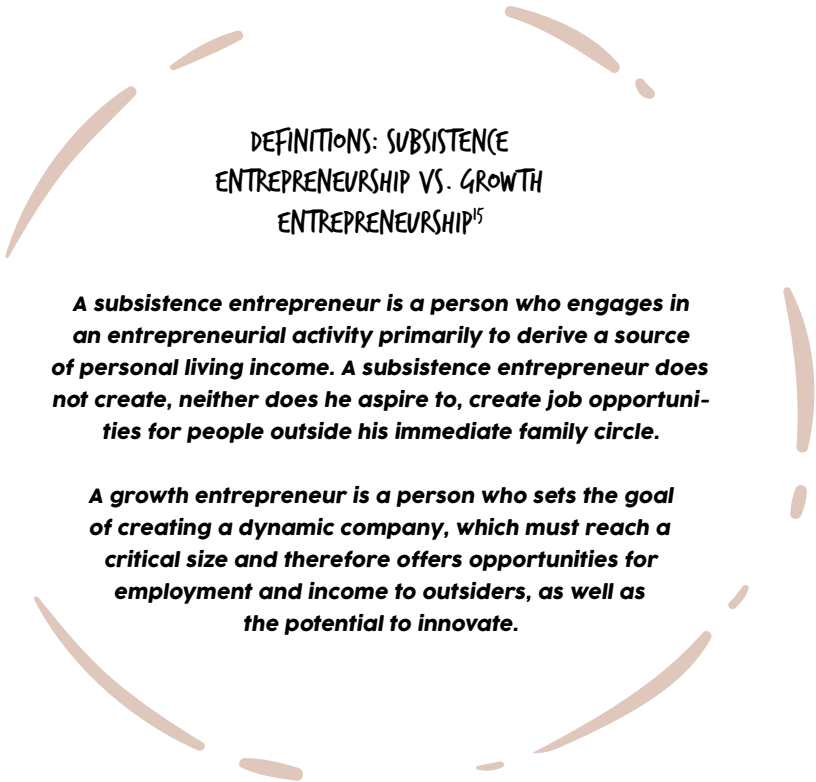 DEFINITIONS: SUBSISTENCE
ENTREPRENEURSHIP VS. GROWTH
ENTREPRENEURSHIP15
A subsistence entrepreneur is a person who engages in
an entrepreneurial activity primarily to derive a source
of personal living income. A subsistence entrepreneur does
not create, neither does he aspire to, create job opportuni-
ties for people outside his immediate family circle.
A growth entrepreneur is a person who sets the goal
of creating a dynamic company, which must reach a
critical size and therefore offers opportunities for
employment and income to outsiders, as well as
the potential to innovate.